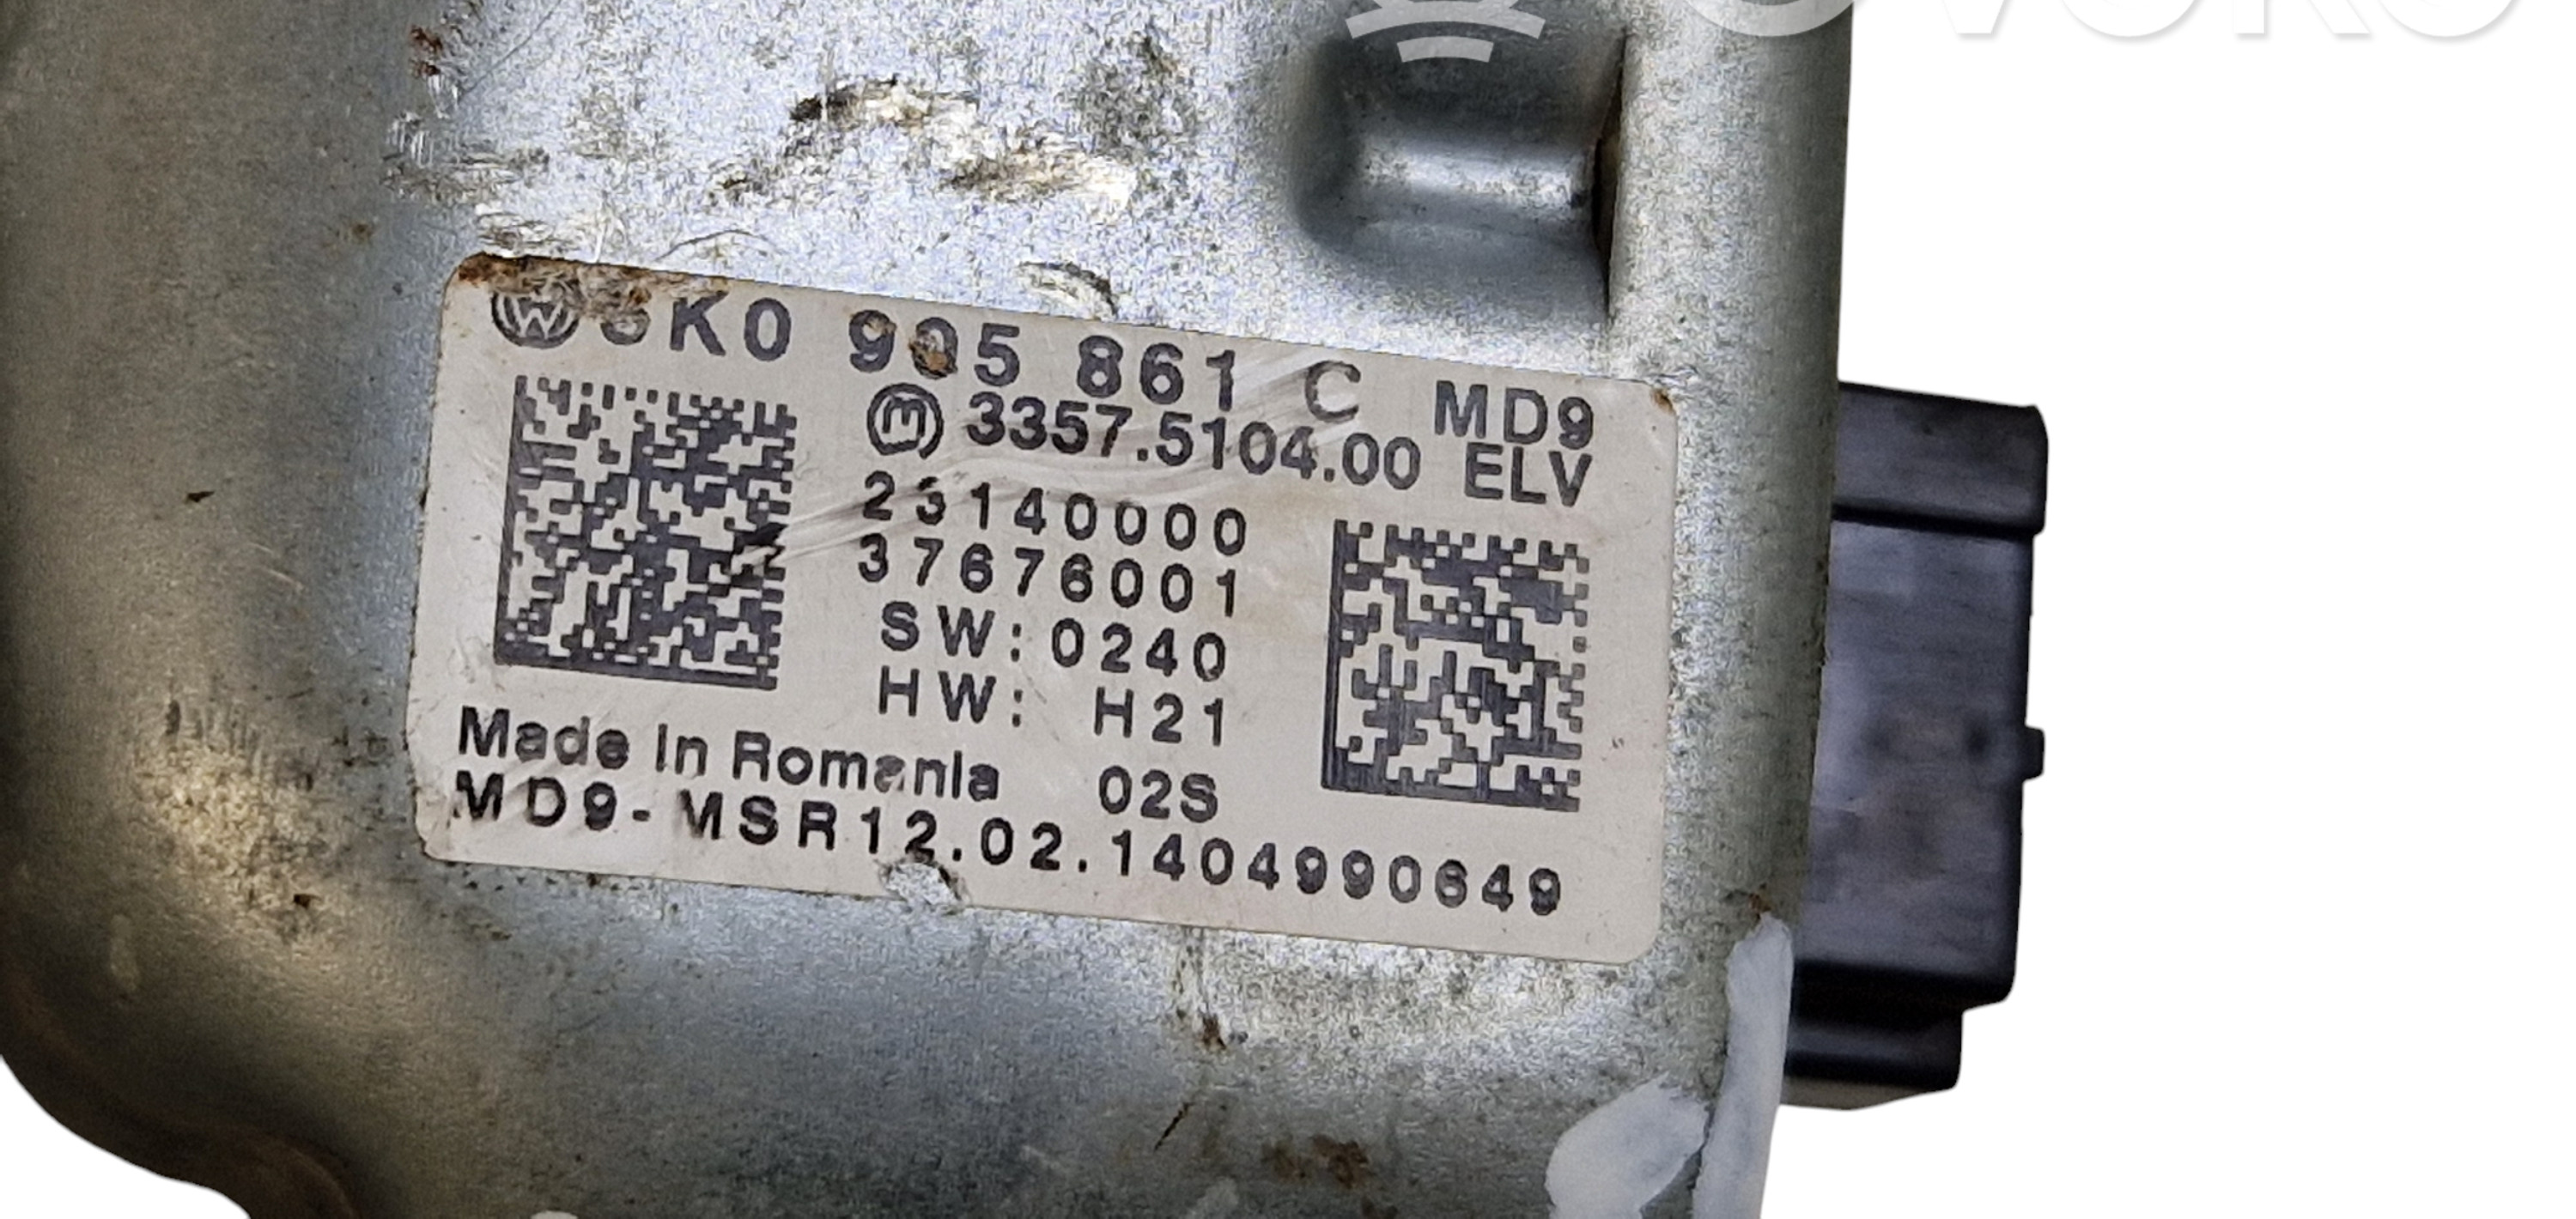 K0 905 861 C MD9
3357.5104.00 ELV
23140000
37676001
SW: 0240
HW: H21
Made In Romania 02S
MD9-MSR12.02.1404990649